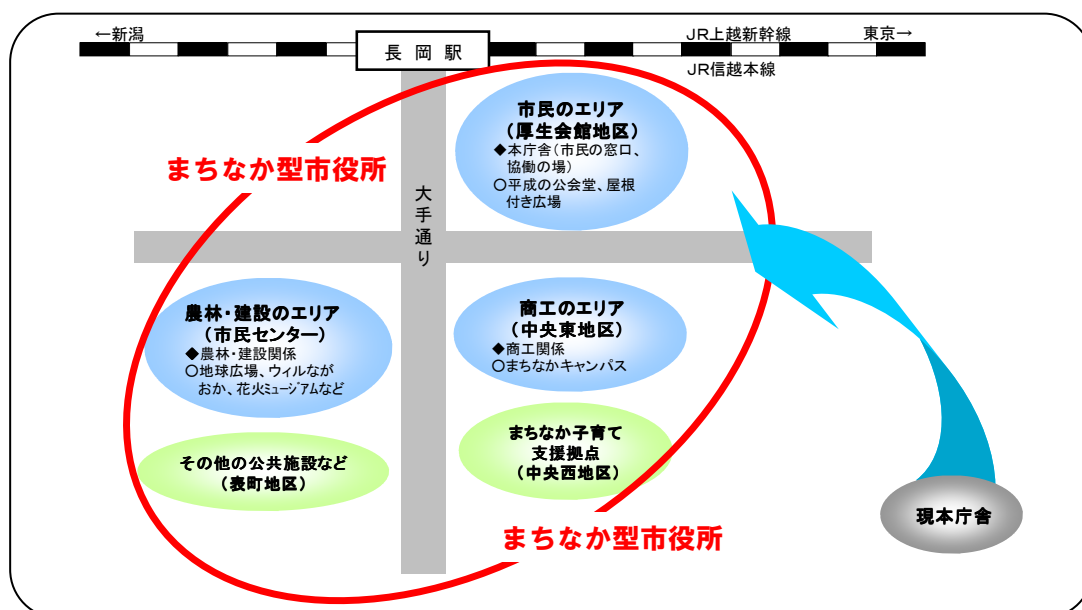 ←新潟
JR上越新幹線
東京→
長岡駅
JR信越本線
市民のエリア
(厚生会館地区)
◆本庁舎(市民の窓口、
協働の場)
○平成の公会堂、屋根
付き広場
まちなか型市役所
大手通り
農林・建設のエリア
(市民センター)
◆農林・建設関係
○地球広場、ウィルなが
おか、花火ミュージアムなど
商工のエリア
(中央東地区)
◆商工関係
○まちなかキャンパス
まちなか子育て
支援拠点
(中央西地区)
その他の公共施設など
(表町地区)
現本庁舎
まちなか型市役所